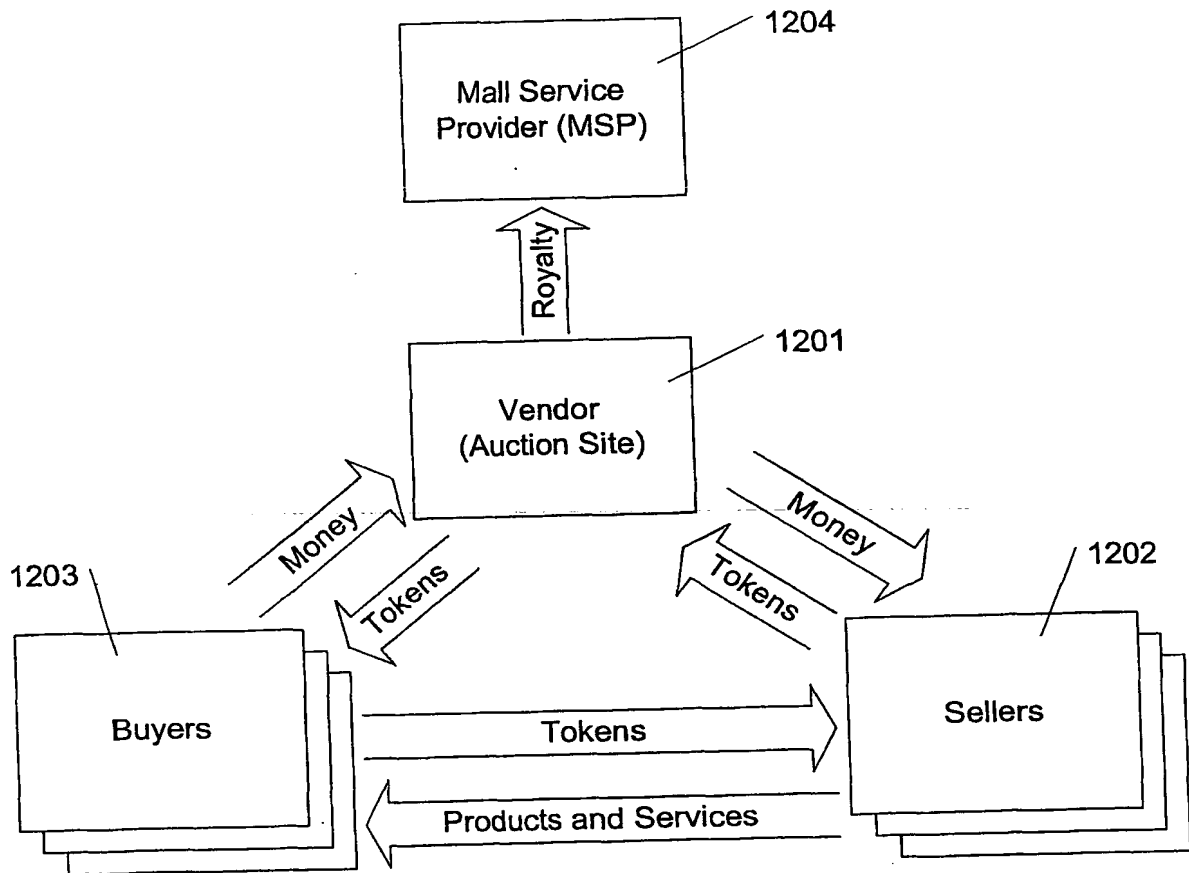 1204
Mall Service
Provider (MSP)
Royalty
1201
Vendor
(Auction Site)
Money
Tokens
Money
Tokens
1203
1202
Buyers
Sellers
Tokens
Products and Services